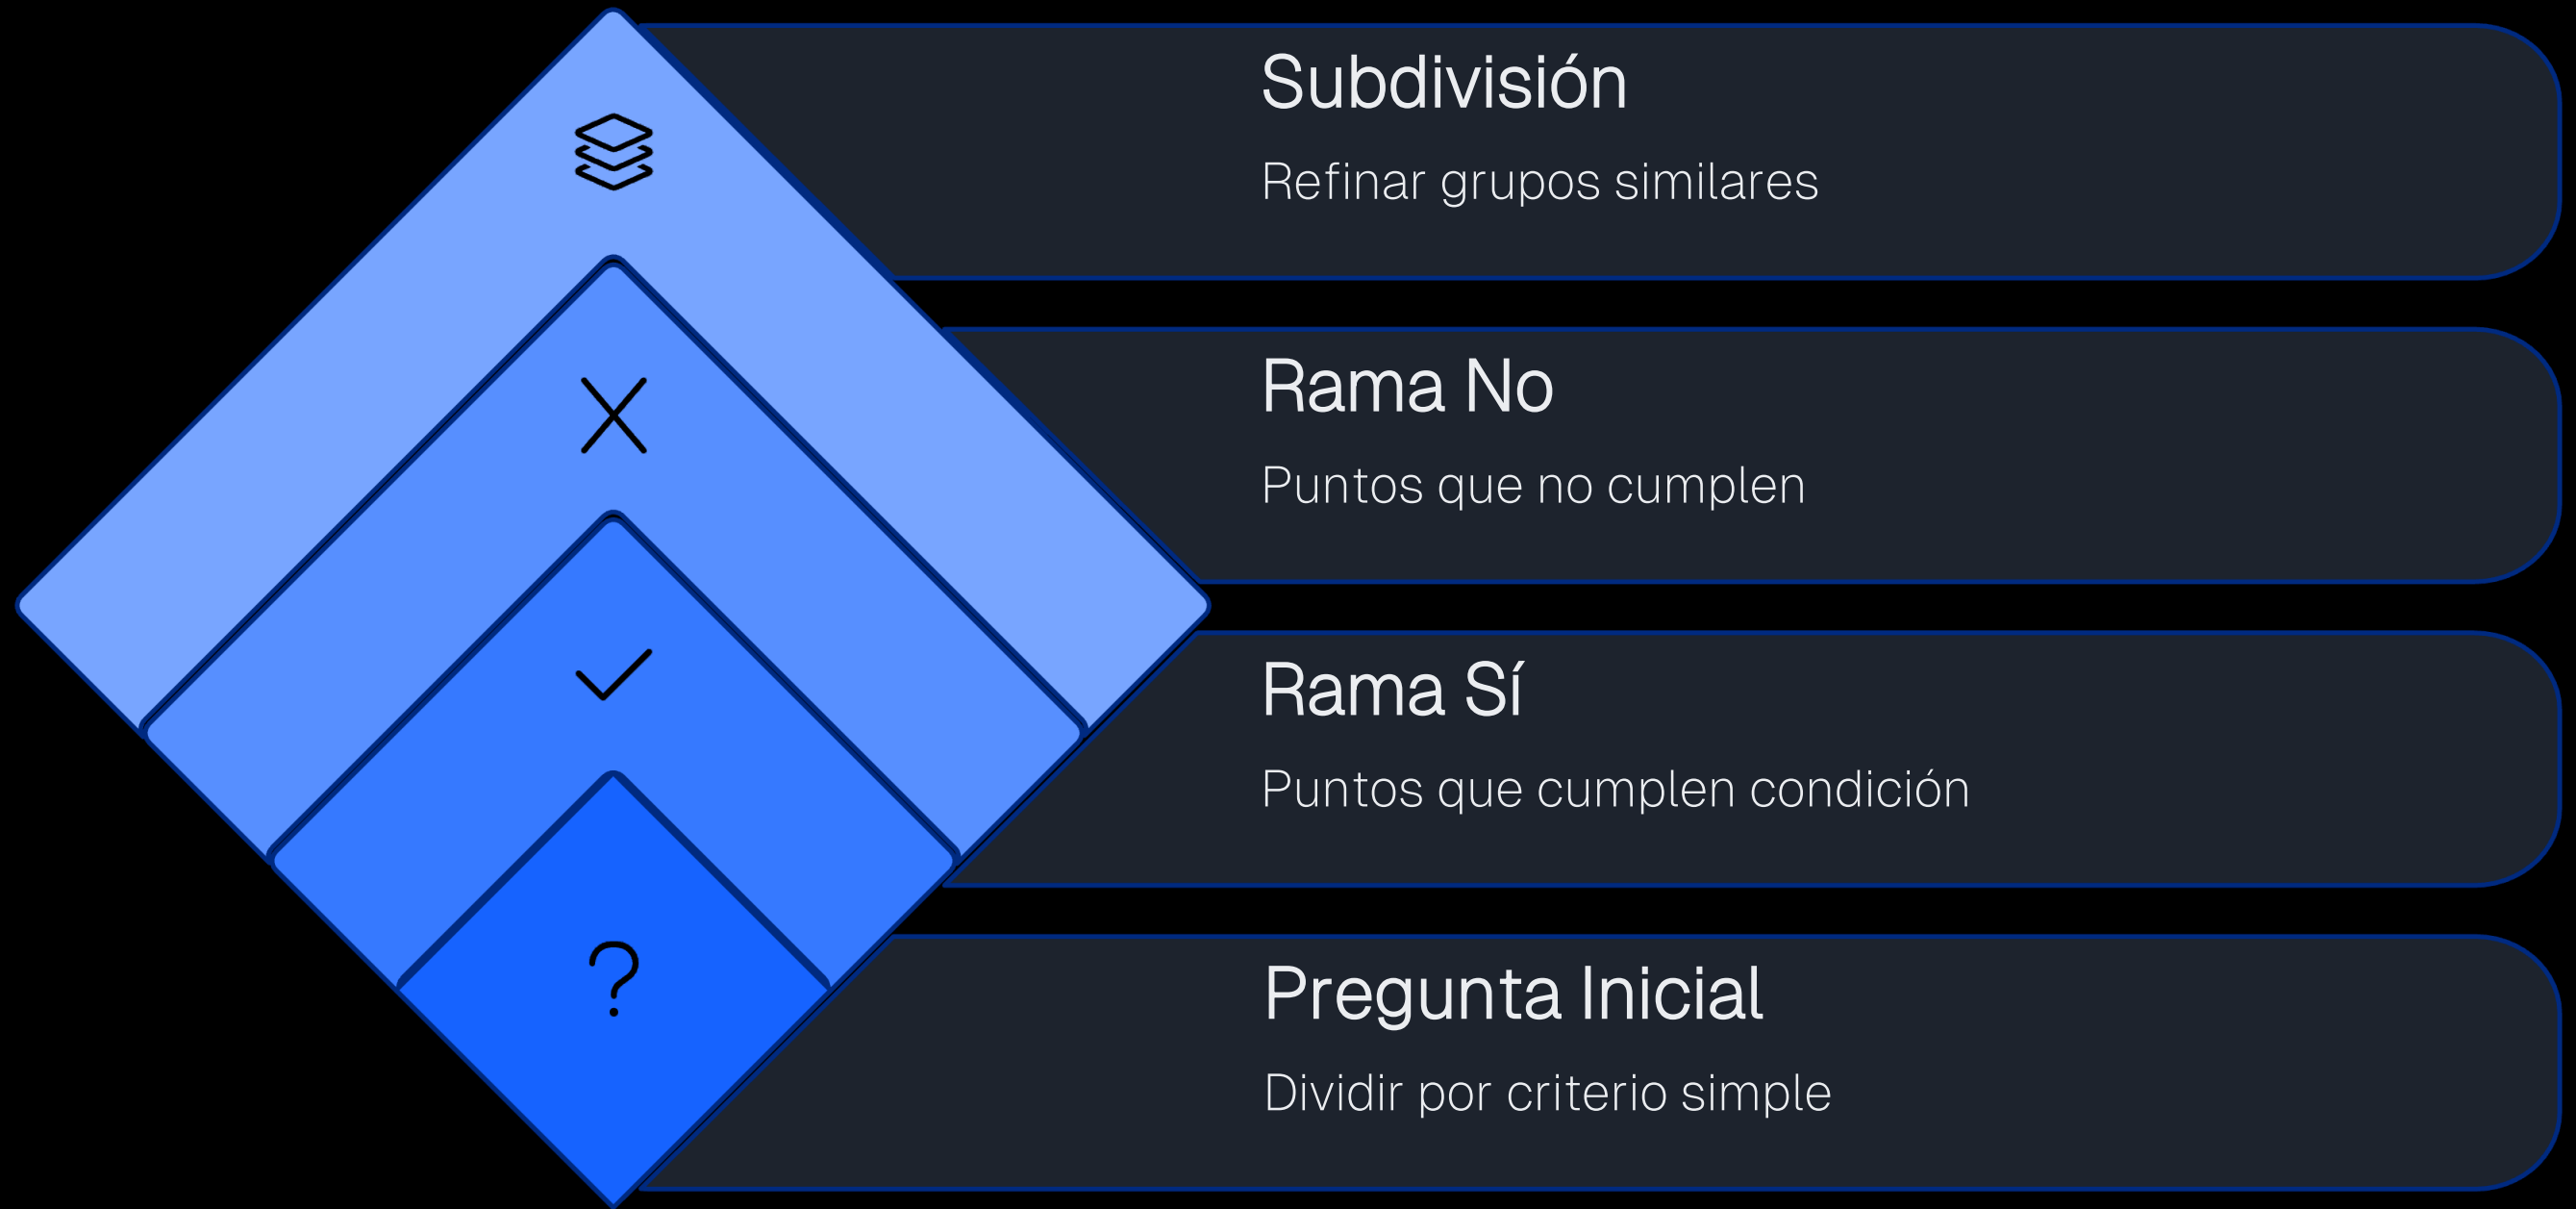 Subdivisión
Refinar grupos similares
Rama No
Puntos que no cumplen
Rama Sí
Puntos que cumplen condición
Pregunta Inicial
Dividir por criterio simple